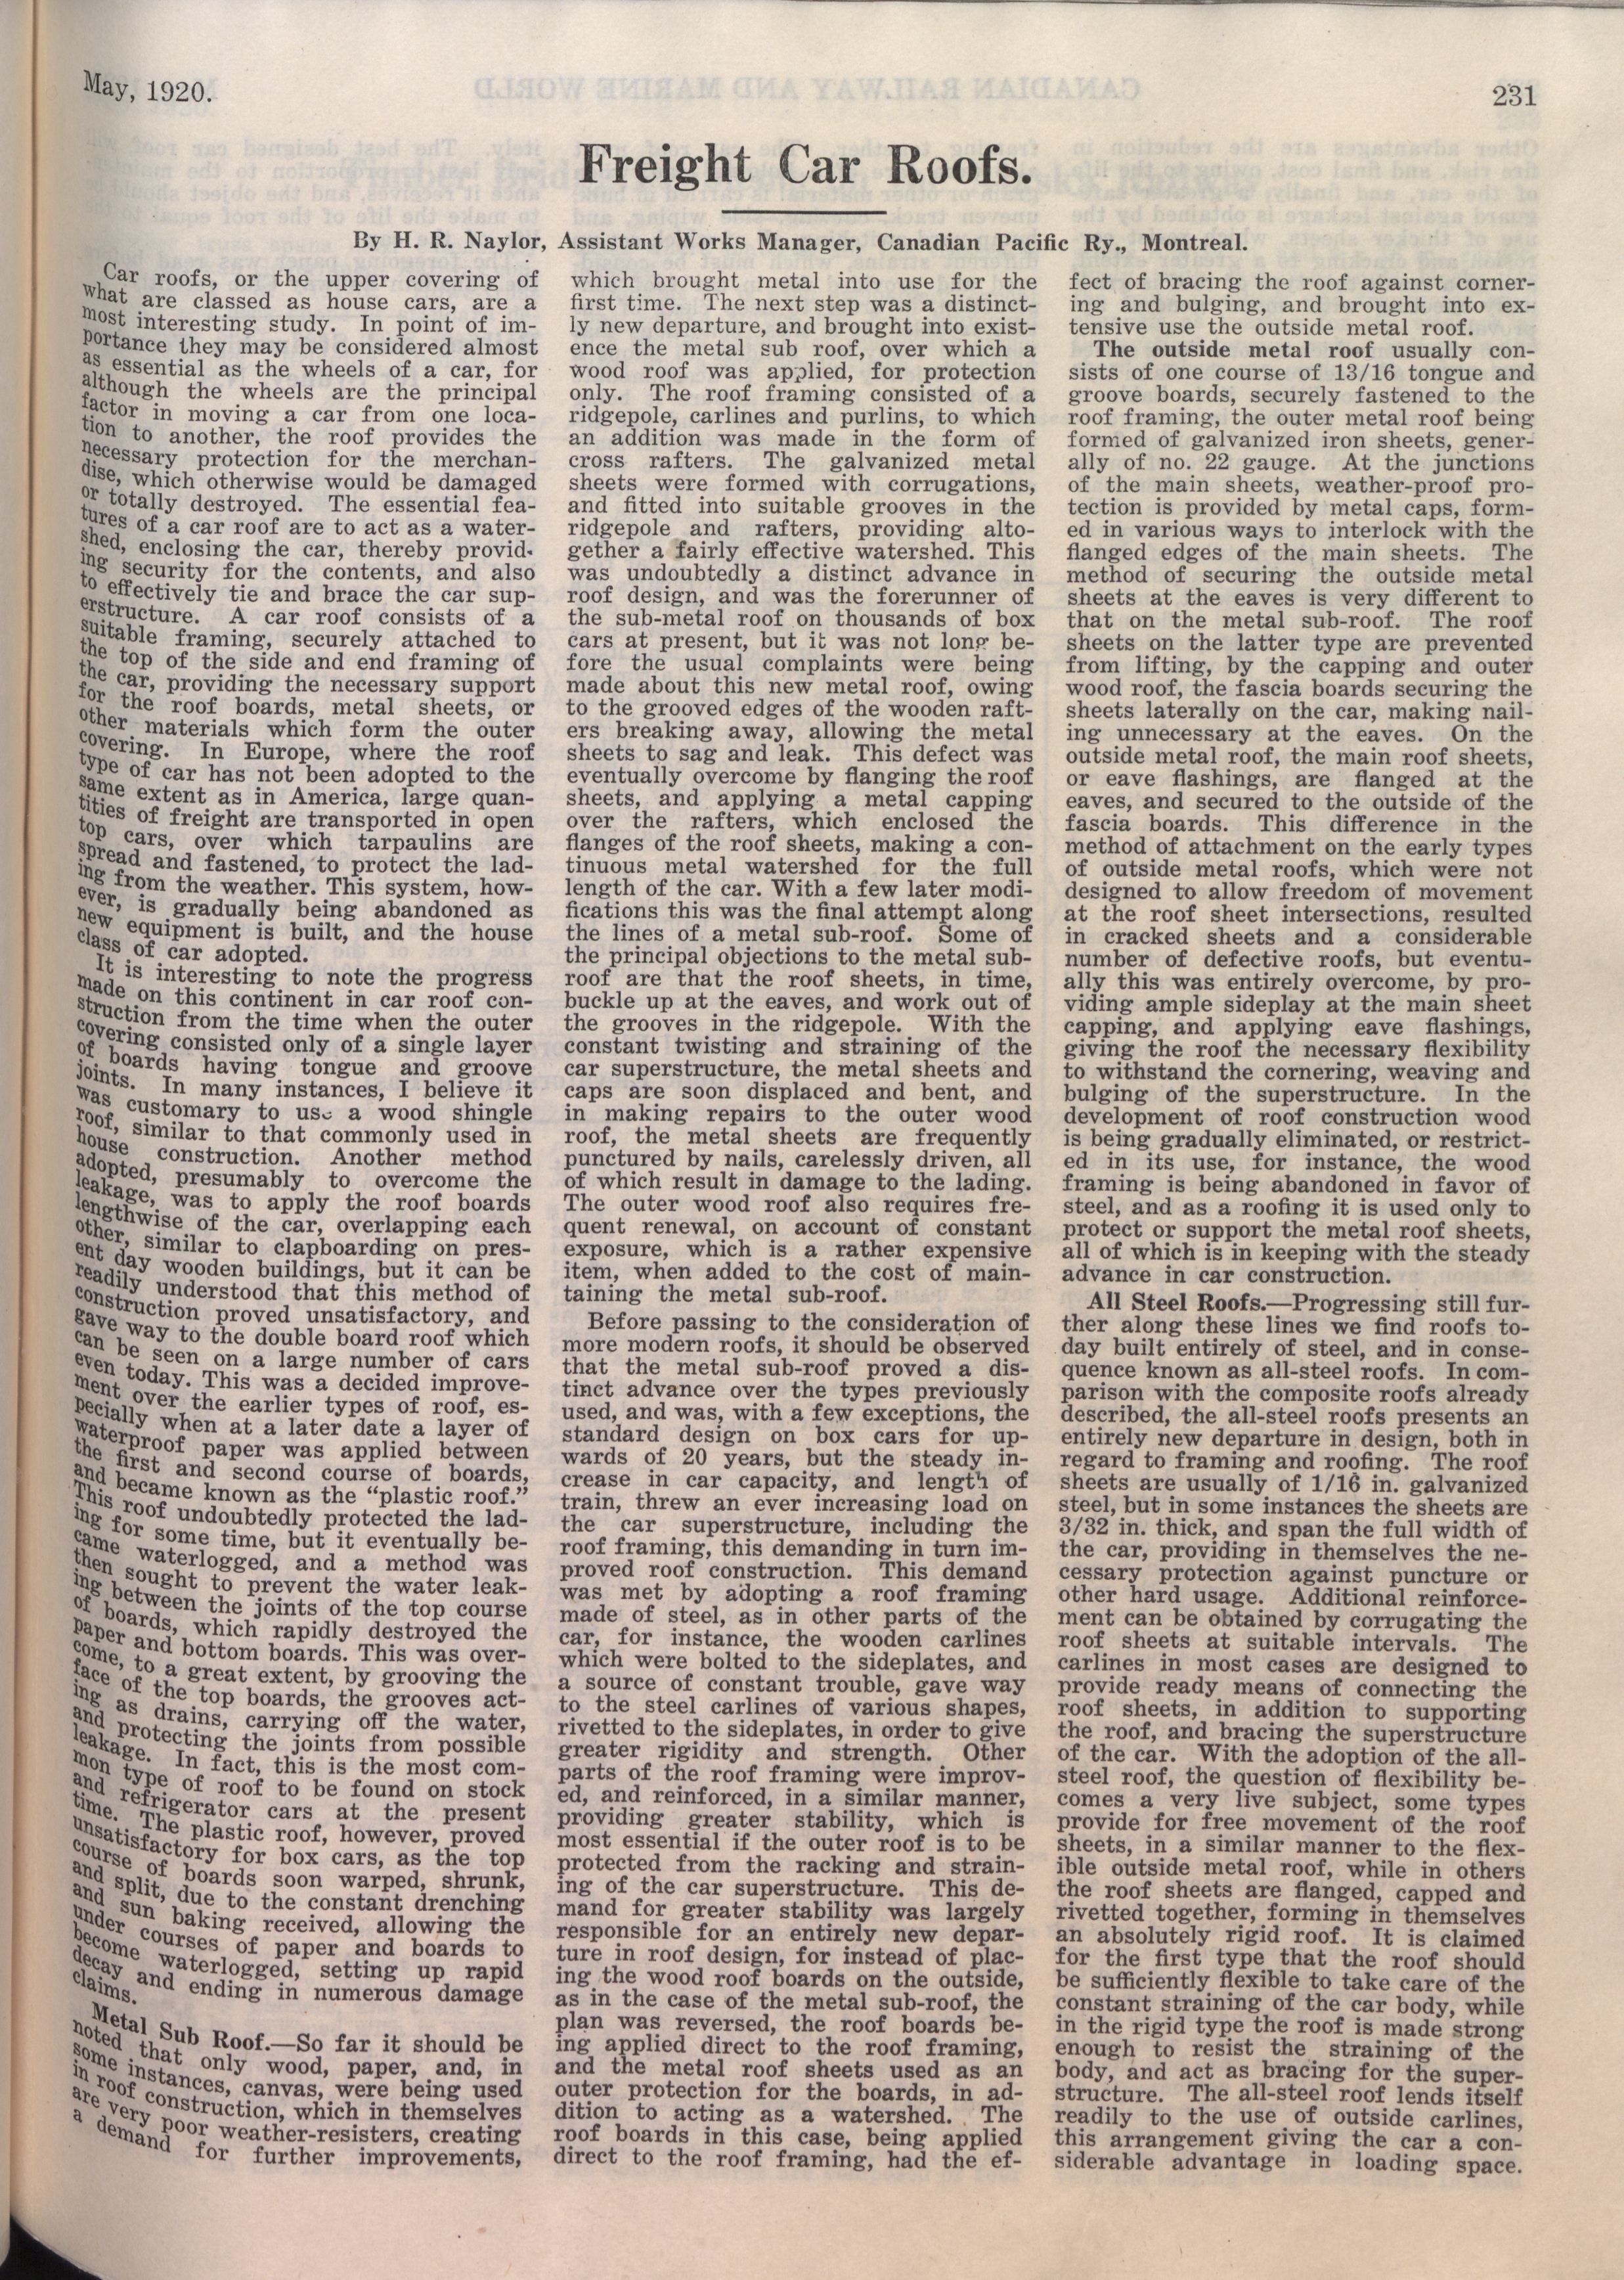 May, 1920.
231
Freight Car Roofs.
By H. R. Naylor, Assistant Works Manager, Canadian Pacific Ry., Montreal.
Car roofs, or the upper covering of
what are classed as house cars, are a
most interesting study. In point of im-
portance they may be considered almost
as essential as the wheels of a car, for
although the wheels are the principal
factor in moving a car from one loca-
tion to another, the roof provides the
necessary protection for the merchan-
dise, which otherwise would be damaged
or totally destroyed. The essential fea-
tures of a car roof are to act as a water-
shed, enclosing the car, thereby provid-
ing security for the contents, and also
to effectively tie and brace the car sup-
erstructure. A car roof consists of a
suitable framing, securely attached to
the top of the side and end framing of
the car, providing the necessary support
for the roof boards, metal sheets, or
other materials which form the outer
covering. In Europe, where the roof
type of car has not been adopted to the
same extent as in America, large quan-
tities of freight are transported in open
top cars, over which tarpaulins are
spread and fastened, to protect the lad-
ing from the weather. This system, how-
ever, is gradually being abandoned as
new equipment is built, and the house
class of car adopted.
It is interesting to note the progress
made on this continent in car roof con-
struction from the time when the outer
covering consisted only of a single layer
of boards having tongue and groove
joints. In many instances, I believe it
was customary to use a wood shingle
roof, similar to that commonly used in
house construction. Another method
adopted, presumably to overcome the
leakage, was to apply the roof boards
lengthwise of the car, overlapping each
other, similar to clapboarding on pres-
ent day wooden buildings, but it can be
readily understood that this method of
construction proved unsatisfactory, and
gave way to the double board roof which
can be seen on a large number of cars
even today. This was a decided improve-
ment over the earlier types of roof, es-
pecially when at a later date a layer of
waterproof paper was applied between
the first and second course of boards,
and became known as the "plastic roof."
This roof undoubtedly protected the lad-
ing for some time, but it eventually be-
came waterlogged, and a method was
then sought to prevent the water leak-
ing between the joints of the top course
of boards, which rapidly destroyed the
paper and bottom boards. This was over-
come, to a great extent, by grooving the
face of the top boards, the grooves act-
ing as drains, carrying off the water,
and protecting the joints from possible
leakage. In fact, this is the most com-
mon type of roof to be found on stock
and refrigerator cars at the present
time. The plastic roof, however, proved
unsatisfactory for box cars, as the top
course of boards soon warped, shrunk,
and split, due to the constant drenching
and sun baking received, allowing the
under courses of paper and boards to
become waterlogged, setting up rapid
decay and ending in numerous damage
claims.
Metal Sub Roof.—So far it should be
noted that only wood, paper, and, in
some instances, canvas, were being used
in roof construction, which in themselves
are very poor weather-resisters, creating
a demand for further improvements,
which brought metal into use for the
first time. The next step was a distinct-
ly new departure, and brought into exist-
ence the metal sub roof, over which a
wood roof was applied, for protection
only. The roof framing consisted of a
ridgepole, carlines and purlins, to which
an addition was made in the form of
cross rafters. The galvanized metal
sheets were formed with corrugations,
and fitted into suitable grooves in the
ridgepole and rafters, providing alto-
gether a fairly effective watershed. This
was undoubtedly a distinct advance in
roof design, and was the forerunner of
the sub-metal roof on thousands of box
cars at present, but it was not long be-
fore the usual complaints were being
made about this new metal roof, owing
to the grooved edges of the wooden raft-
ers breaking away, allowing the metal
sheets to sag and leak. This defect was
eventually overcome by flanging the roof
sheets, and applying a metal capping
over the rafters, which enclosed the
flanges of the roof sheets, making a con-
tinuous metal watershed for the full
length of the car. With a few later modi-
fications this was the final attempt along
the lines of a metal sub-roof. Some of
the principal objections to the metal sub-
roof are that the roof sheets, in time,
buckle up at the eaves, and work out of
the grooves in the ridgepole. With the
constant twisting and straining of the
car superstructure, the metal sheets and
caps are soon displaced and bent, and
in making repairs to the outer wood
roof, the metal sheets are frequently
punctured by nails, carelessly driven, all
of which result in damage to the lading.
The outer wood roof also requires fre-
quent renewal, on account of constant
exposure, which is a rather expensive
item, when added to the cost of main-
taining the metal sub-roof.
Before passing to the consideration of
more modern roofs, it should be observed
that the metal sub-roof proved a dis-
tinct advance over the types previously
used, and was, with a few exceptions, the
standard design on box cars for up-
wards of 20 years, but the steady in-
crease in car capacity, and length of
train, threw an ever increasing load on
the car superstructure, including the
roof framing, this demanding in turn im-
proved roof construction. This demand
was met by adopting a roof framing
made of steel, as in other parts of the
car, for instance, the wooden carlines
which were bolted to the sideplates, and
a source of constant trouble, gave way
to the steel carlines of various shapes,
rivetted to the sideplates, in order to give
greater rigidity and strength. Other
parts of the roof framing were improv-
ed, and reinforced, in a similar manner,
providing greater stability, which is
most essential if the outer roof is to be
protected from the racking and strain-
ing of the car superstructure. This de-
mand for greater stability was largely
responsible for an entirely new depar-
ture in roof design, for instead of plac-
ing the wood roof boards on the outside,
as in the case of the metal sub-roof, the
plan was reversed, the roof boards be-
ing applied direct to the roof framing,
and the metal roof sheets used as an
outer protection for the boards, in ad-
dition to acting as a watershed. The
roof boards in this case, being applied
direct to the roof framing, had the ef-
fect of bracing the roof against corner-
ing and bulging, and brought into ex-
tensive use the outside metal roof.
The outside metal roof usually con-
sists of one course of 13/16 tongue and
groove boards, securely fastened to the
roof framing, the outer metal roof being
formed of galvanized iron sheets, gener-
ally of no. 22 gauge. At the junctions
of the main sheets, weather-proof pro-
tection is provided by metal caps, form-
ed in various ways to interlock with the
flanged edges of the main sheets. The
method of securing the outside metal
sheets at the eaves is very different to
that on the metal sub-roof. The roof
sheets on the latter type are prevented
from lifting, by the capping and outer
wood roof, the fascia boards securing the
sheets laterally on the car, making nail-
ing unnecessary at the eaves. On the
outside metal roof, the main roof sheets,
or eave flashings, are flanged at the
eaves, and secured to the outside of the
fascia boards. This difference in the
method of attachment on the early types
of outside metal roofs, which were not
designed to allow freedom of movement
at the roof sheet intersections, resulted
in cracked sheets and a considerable
number of defective roofs, but eventu-
ally this was entirely overcome, by pro-
viding ample sideplay at the main sheet
capping, and applying eave flashings,
giving the roof the necessary flexibility
to withstand the cornering, weaving and
bulging of the superstructure. In the
development of roof construction wood
is being gradually eliminated, or restrict-
ed in its use, for instance, the wood
framing is being abandoned in favor of
steel, and as a roofing it is used only to
protect or support the metal roof sheets,
all of which is in keeping with the steady
advance in car construction.
All Steel Roofs.—Progressing still fur-
ther along these lines we find roofs to-
day built entirely of steel, and in conse-
quence known as all-steel roofs. In com-
parison with the composite roofs already
described, the all-steel roofs presents an
entirely new departure in design, both in
regard to framing and roofing. The roof
sheets are usually of 1/16 in. galvanized
steel, but in some instances the sheets are
3/32 in. thick, and span the full width of
the car, providing in themselves the ne-
cessary protection against puncture or
other hard usage. Additional reinforce-
ment can be obtained by corrugating the
roof sheets at suitable intervals. The
carlines in most cases are designed to
provide ready means of connecting the
roof sheets, in addition to supporting
the roof, and bracing the superstructure
of the car. With the adoption of the all-
steel roof, the question of flexibility be-
comes a very live subject, some types
provide for free movement of the roof
sheets, in a similar manner to the flex-
ible outside metal roof, while in others
the roof sheets are flanged, capped and
rivetted together, forming in themselves
an absolutely rigid roof. It is claimed
for the first type that the roof should
be sufficiently flexible to take care of the
constant straining of the car body, while
in the rigid type the roof is made strong
enough to resist the straining of the
body, and act as bracing for the super-
structure. The all-steel roof lends itself
readily to the use of outside carlines,
this arrangement giving the car a con-
siderable advantage in loading space.